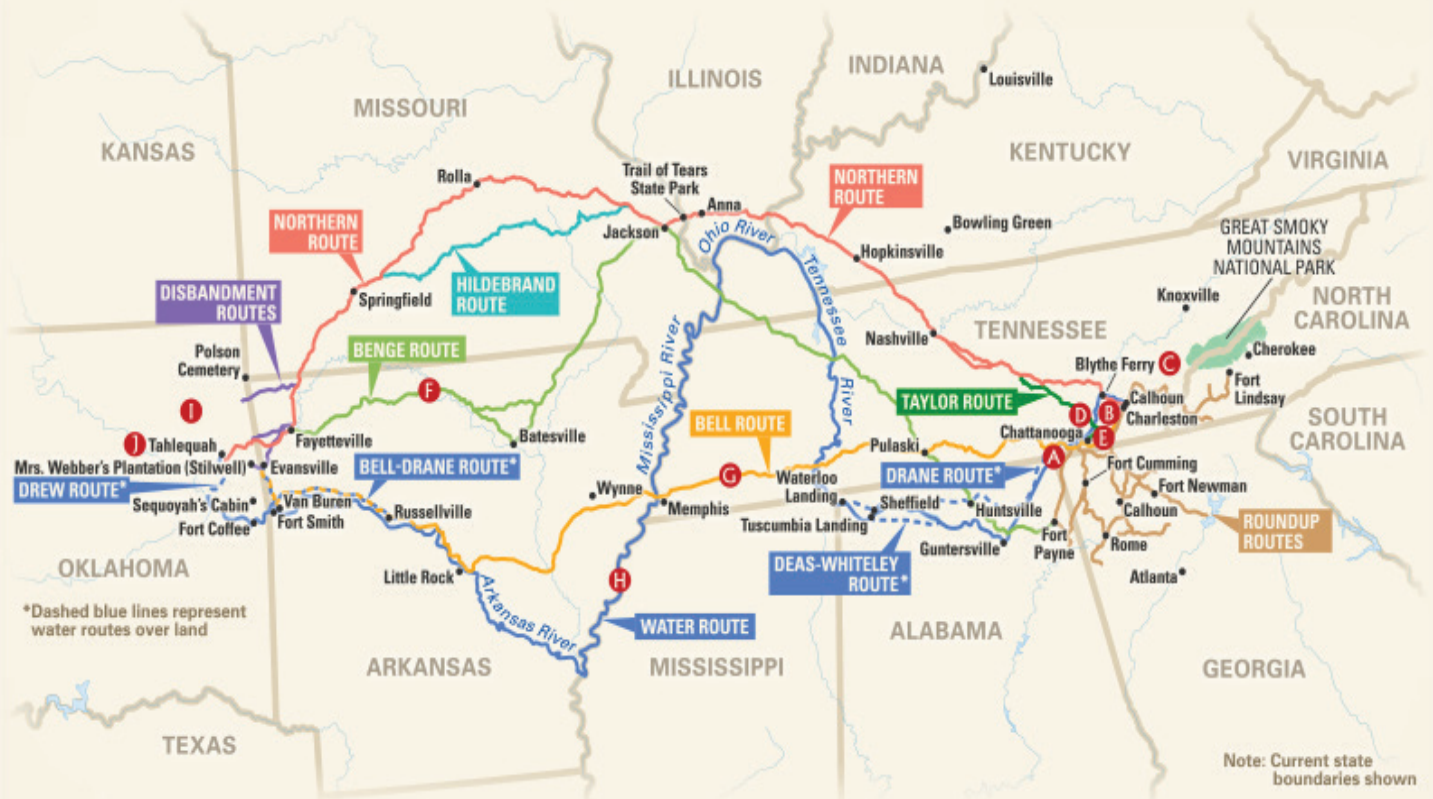 ILLINOIS
INDIANA
Louisville
MISSOURI
KANSAS
KENTUCKY
VIRGINIA
Rolla
Trail of Tears
State Park
Anna
NORTHERN
ROUTE
NORTHERN
ROUTE
Jackson
Ohio River
Bowling Green
Hopkinsville
GREAT SMOKY
MOUNTAINS
NATIONAL PARK
HILDEBRAND
ROUTE
DISBANDMENT
ROUTES
Springfield
Tennessee
River
Knoxville
NORTH
CAROLINA
TENNESSEE
Nashville
Mississippi River
BENGE ROUTE
Polson
Cemetery
Cherokee
Blythe Ferry
C
Fort
Lindsay
F
TAYLOR ROUTE
Calhoun
Charleston
D
B
E
I
SOUTH
CAROLINA
BELL ROUTE
Chattanooga
J
Tahlequah
Fayetteville
Batesville
Pulaski
A
Mrs. Webber's Plantation (Stilwell)
Evansville
BELL-DRANE ROUTE*
G
Waterloo
Landing
DRANE ROUTE*
Fort Cumming
DREW ROUTE*
Fort Newman
Sequoyah's Cabin
Van Buren
Wynne
Memphis
Sheffield
Huntsville
Calhoun
Fort Coffee
Fort Smith
Russellville
Tuscumbia Landing
Fort
Payne
ROUNDUP
ROUTES
Guntersville
Rome
DEAS-WHITELEY
ROUTE*
OKLAHOMA
Little Rock
H
Atlanta
*Dashed blue lines represent
water routes over land
Arkansas River
WATER ROUTE
ALABAMA
ARKANSAS
MISSISSIPPI
GEORGIA
TEXAS
Note: Current state
boundaries shown